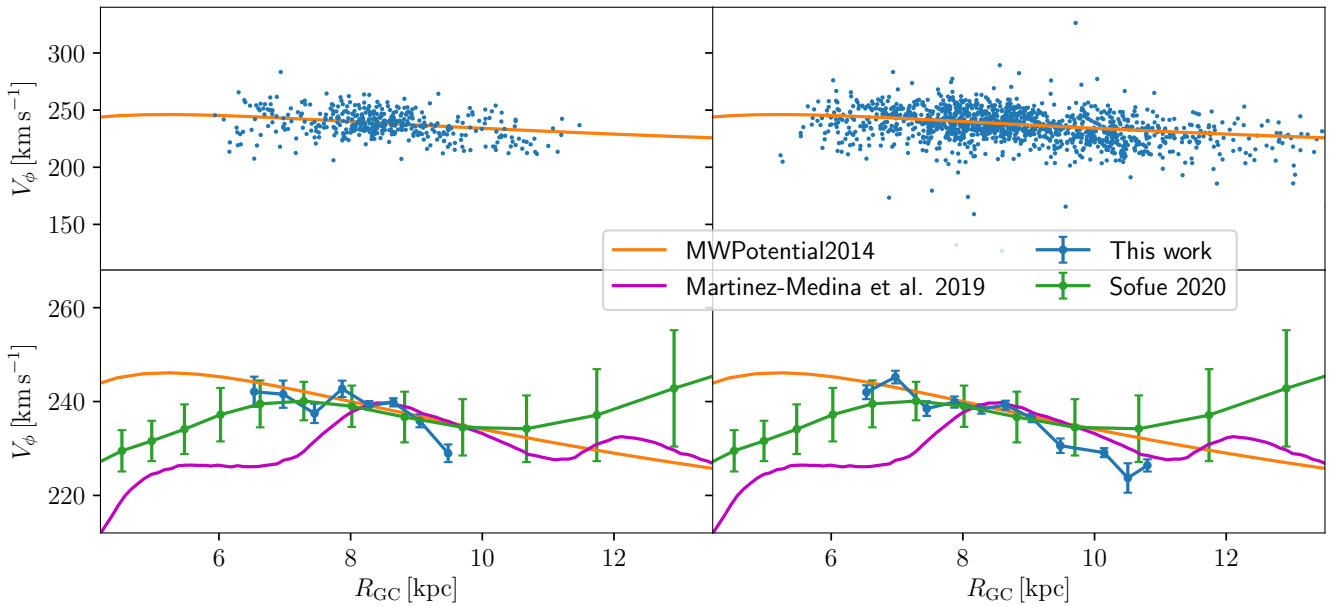 300
250
200
150
V_ϕ [km s⁻¹]
MWPotential2014
This work
Martinez-Medina et al. 2019
Sofue 2020
260
240
220
V_ϕ [km s⁻¹]
6 8 10 12
6 8 10 12
R_GC [kpc]
R_GC [kpc]